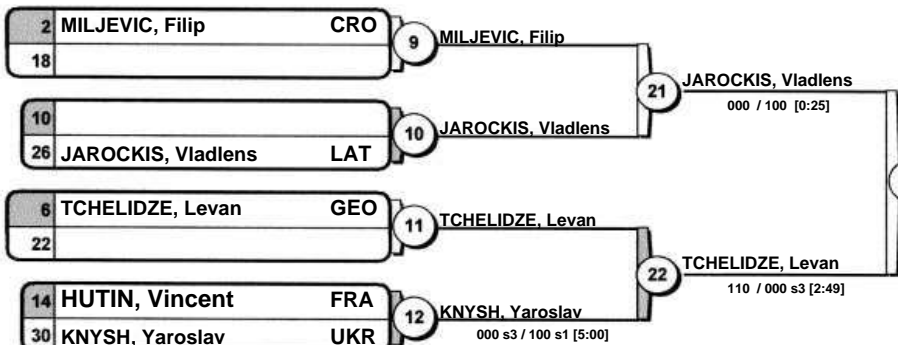 2 MILJEVIC, Filip CRO
18
9
MILJEVIC, Filip
10
26 JAROCKIS, Vladlens LAT
10
JAROCKIS, Vladlens
21
JAROCKIS, Vladlens
000 / 100 [0:25]
6 TCHELIDZE, Levan GEO
22
11
TCHELIDZE, Levan
14 HUTIN, Vincent FRA
30 KNYSH, Yaroslav UKR
12
KNYSH, Yaroslav
000 s3 / 100 s1 [5:00]
22
TCHELIDZE, Levan
110 / 000 s3 [2:49]